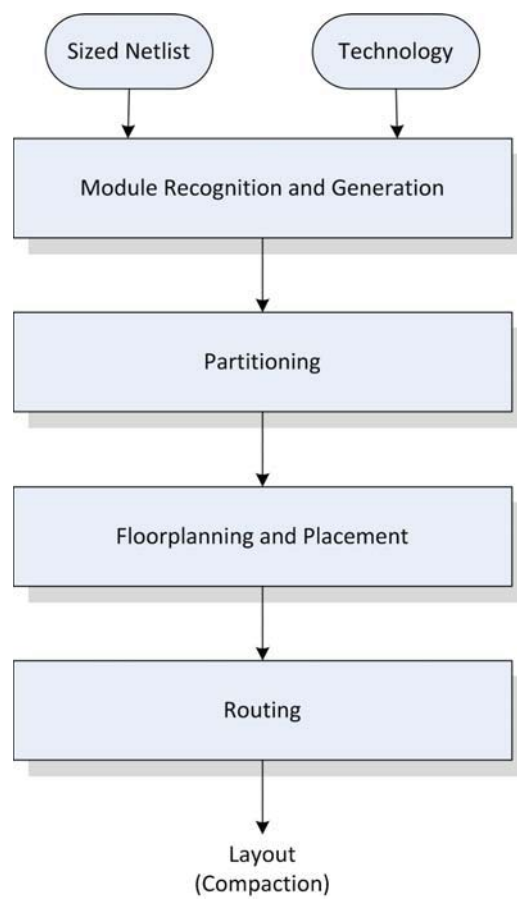 Sized Netlist
Technology
Module Recognition and Generation
Partitioning
Floorplanning and Placement
Routing
Layout
(Compaction)